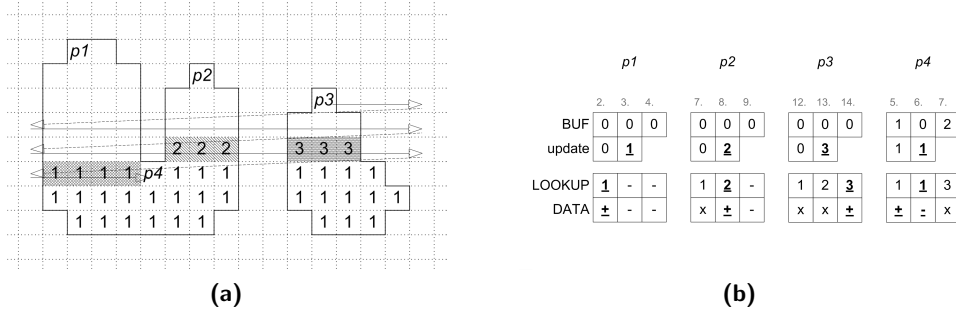 p1
p2
p3
2 2 2 3 3 3
1 1 1 1 p4 1 1 1 1 1 1 1
1 1 1 1 1 1 1 1 1 1 1 1 1
1 1 1 1 1 1 1 1 1
(a)
p1 p2 p3 p4
2. 3. 4. 7. 8. 9. 12. 13. 14. 5. 6. 7.
BUF 0 0 0 0 0 0 0 0 0 1 0 2
update 0 1 0 2 0 3 1 1
LOOKUP 1 - - 1 2 - 1 2 3 1 1 3
DATA + - - x + - x x + + - x
(b)